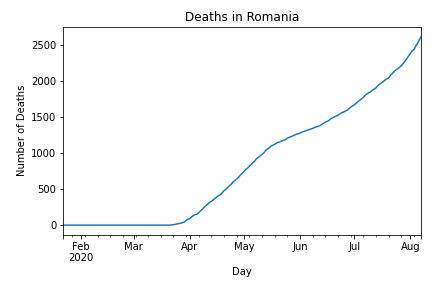 Deaths in Romania
Number of Deaths
2500
2000
1500
1000
500
0
Feb Mar Apr May Jun Jul Aug
2020
Day